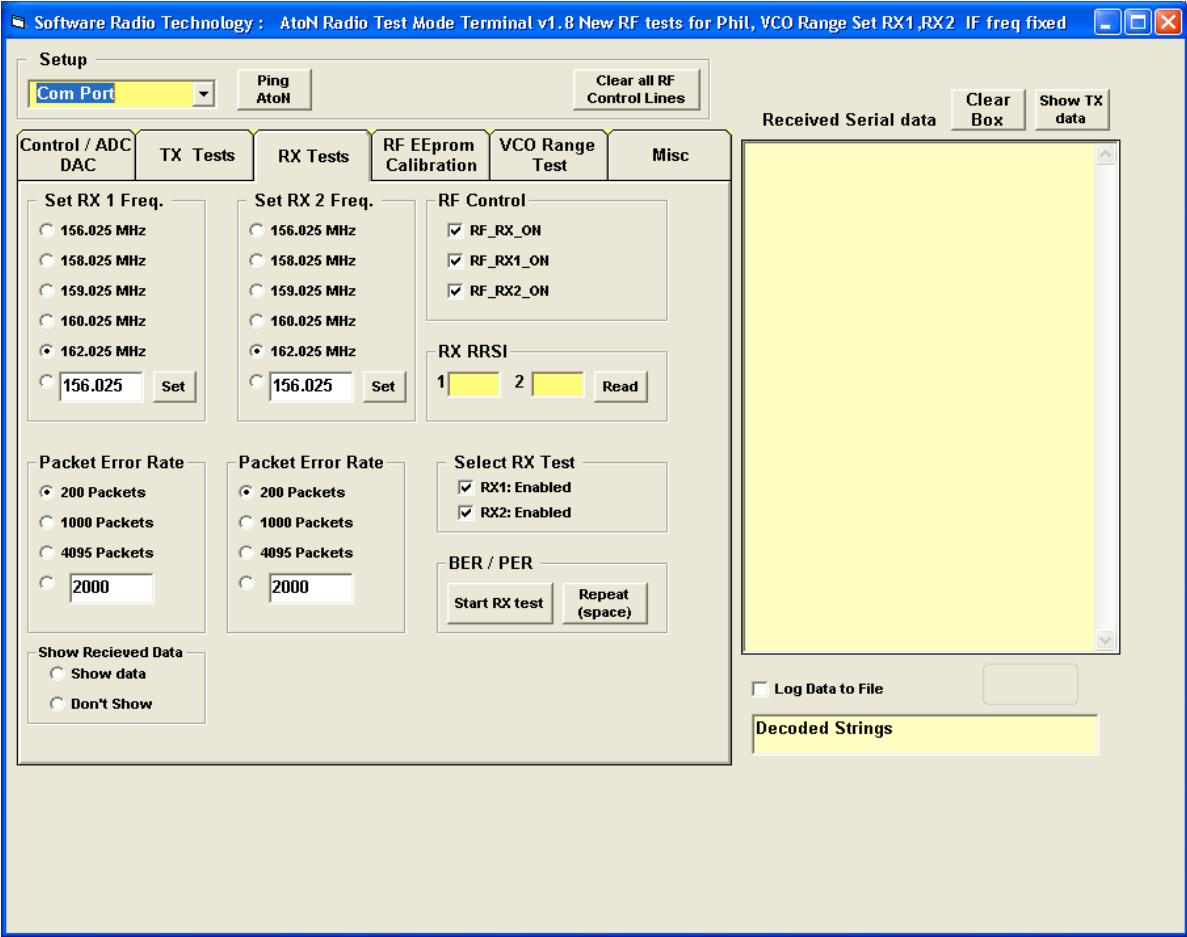 Software Radio Technology :   AtoN Radio Test Mode Terminal v1.8 New RF tests for Phil, VCO Range Set RX1,RX2  IF freq fixed
Setup
Com Port
Ping
AtoN
Clear all RF
Control Lines
Received Serial data
Clear
Box
Show TX
data
Control / ADC
DAC
TX Tests
RX Tests
RF EEprom
Calibration
VCO Range
Test
Misc
Set RX 1 Freq.
156.025 MHz
158.025 MHz
159.025 MHz
160.025 MHz
162.025 MHz
156.025
Set
Set RX 2 Freq.
156.025 MHz
158.025 MHz
159.025 MHz
160.025 MHz
162.025 MHz
156.025
Set
RF Control
RF_RX_ON
RF_RX1_ON
RF_RX2_ON
RX RRSI
1
2
Read
Packet Error Rate
200 Packets
1000 Packets
4095 Packets
2000
Packet Error Rate
200 Packets
1000 Packets
4095 Packets
2000
Select RX Test
RX1: Enabled
RX2: Enabled
BER / PER
Start RX test
Repeat
(space)
Show Recieved Data
Show data
Don't Show
Log Data to File
Decoded Strings